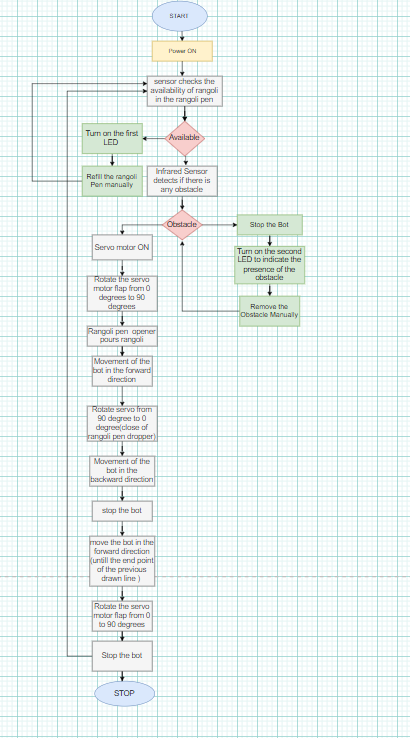 START
Power ON
sensor checks the
availability of rangoli
in the rangoli pen
Turn on the first
LED
Available
Refill the rangoli
Pen manually
Infrared Sensor
detects if there is
any obstacle
Obstacle
Stop the Bot
Servo motor ON
Turn on the second
LED to indicate the
presence of the
obstacle
Rotate the servo
motor flap from 0
degrees to 90
degrees
Remove the
Obstacle Manually
Rangoli pen opener
pours rangoli
Movement of the
bot in the forward
direction
Rotate servo from
90 degree to 0
degree(close of
rangoli pen dropper)
Movement of the
bot in the
backward direction
stop the bot
move the bot in the
forward direction
(untill the end point
of the previous
drawn line )
Rotate the servo
motor flap from 0
to 90 degrees
Stop the bot
STOP